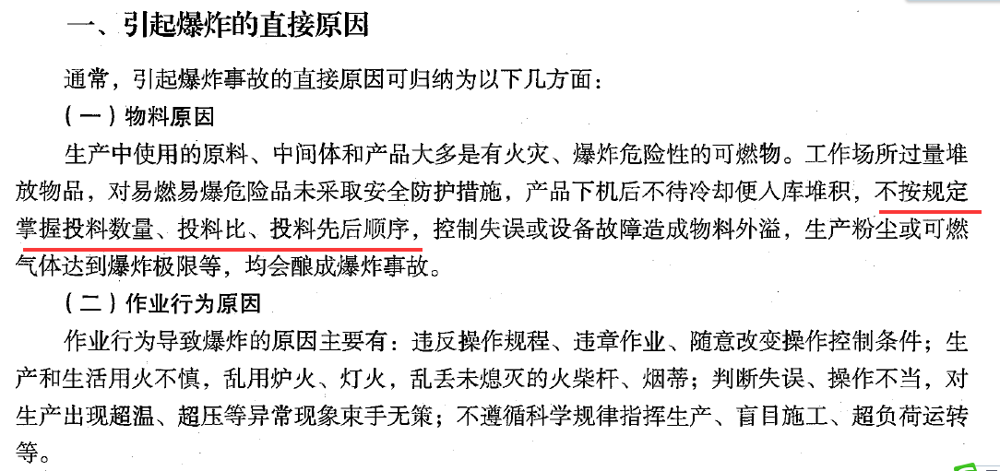 一、引起爆炸的直接原因
通常，引起爆炸事故的直接原因可归纳为以下几方面：
（一）物料原因
生产中使用的原料、中间体和产品大多是有火灾、爆炸危险性的可燃物。工作场所过量堆
放物品，对易燃易爆危险品未采取安全防护措施，产品下机后不待冷却便入库堆积，不按规定
掌握投料数量、投料比、投料先后顺序，控制失误或设备故障造成物料外溢，生产粉尘或可燃
气体达到爆炸极限等，均会酿成爆炸事故。
（二）作业行为原因
作业行为导致爆炸的原因主要有：违反操作规程、违章作业、随意改变操作控制条件；生
产和生活用火不慎，乱用炉火、灯火，乱丢未熄灭的火柴杆、烟蒂；判断失误、操作不当，对
生产出现超温、超压等异常现象束手无策；不遵循科学规律指挥生产、盲目施工、超负荷运转
等。